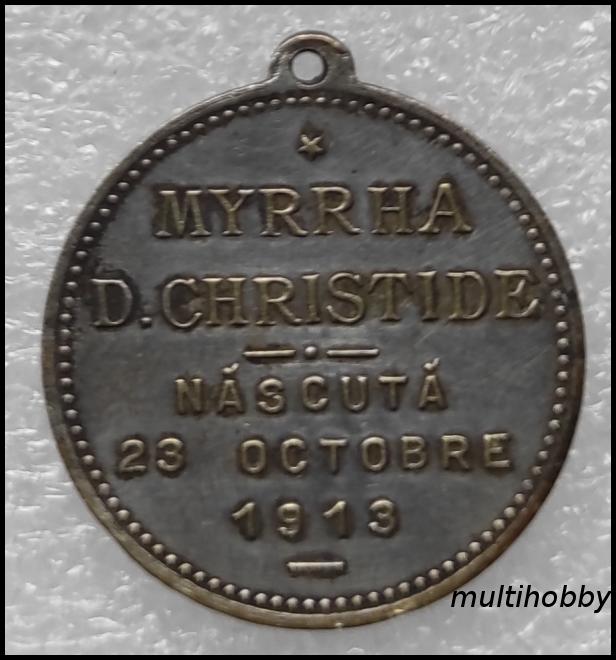 MYRRHA
D. CHRISTIDE
NĂSCUTĂ
23 OCTOBRE
1913
multihobby